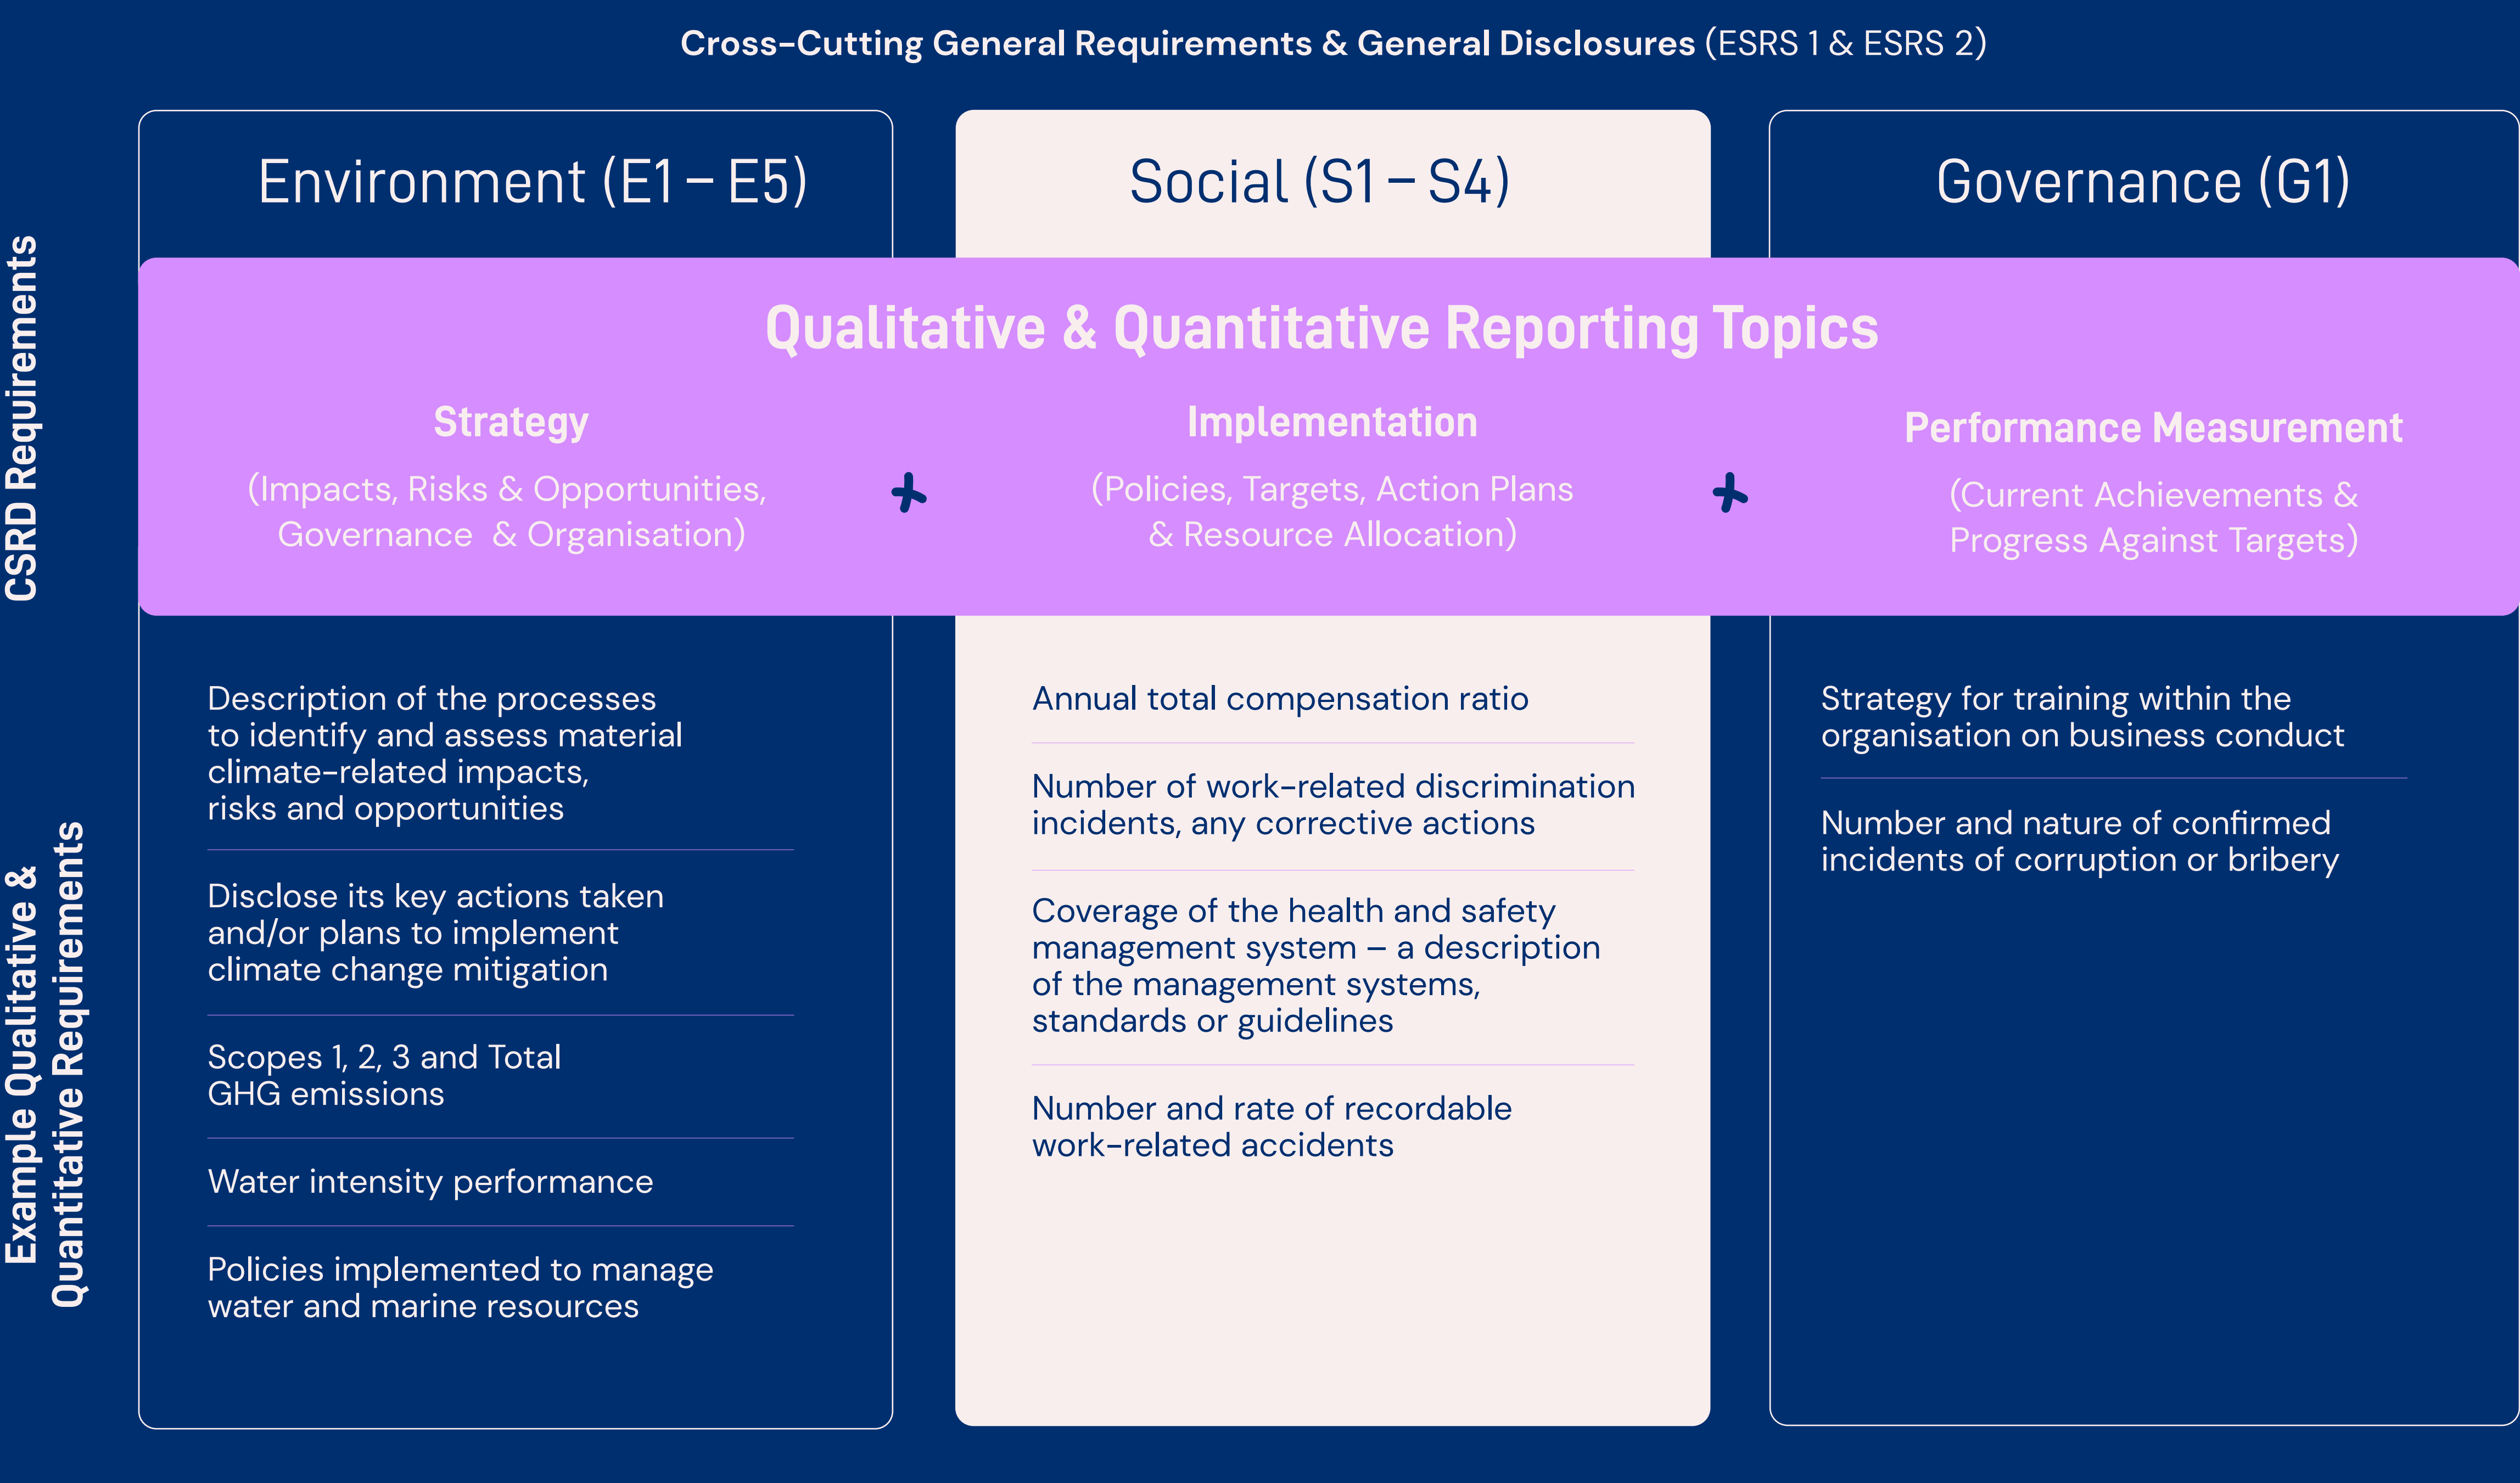 Cross-Cutting General Requirements & General Disclosures (ESRS 1 & ESRS 2)
CSRD Requirements
Environment (E1 – E5)
Social (S1 – S4)
Governance (G1)
Qualitative & Quantitative Reporting Topics
Strategy
(Impacts, Risks & Opportunities,
Governance & Organisation)
+
Implementation
(Policies, Targets, Action Plans
& Resource Allocation)
+
Performance Measurement
(Current Achievements &
Progress Against Targets)
Example Qualitative &
Quantitative Requirements
Description of the processes
to identify and assess material
climate-related impacts,
risks and opportunities
Disclose its key actions taken
and/or plans to implement
climate change mitigation
Scopes 1, 2, 3 and Total
GHG emissions
Water intensity performance
Policies implemented to manage
water and marine resources
Annual total compensation ratio
Number of work-related discrimination
incidents, any corrective actions
Coverage of the health and safety
management system – a description
of the management systems,
standards or guidelines
Number and rate of recordable
work-related accidents
Strategy for training within the
organisation on business conduct
Number and nature of confirmed
incidents of corruption or bribery